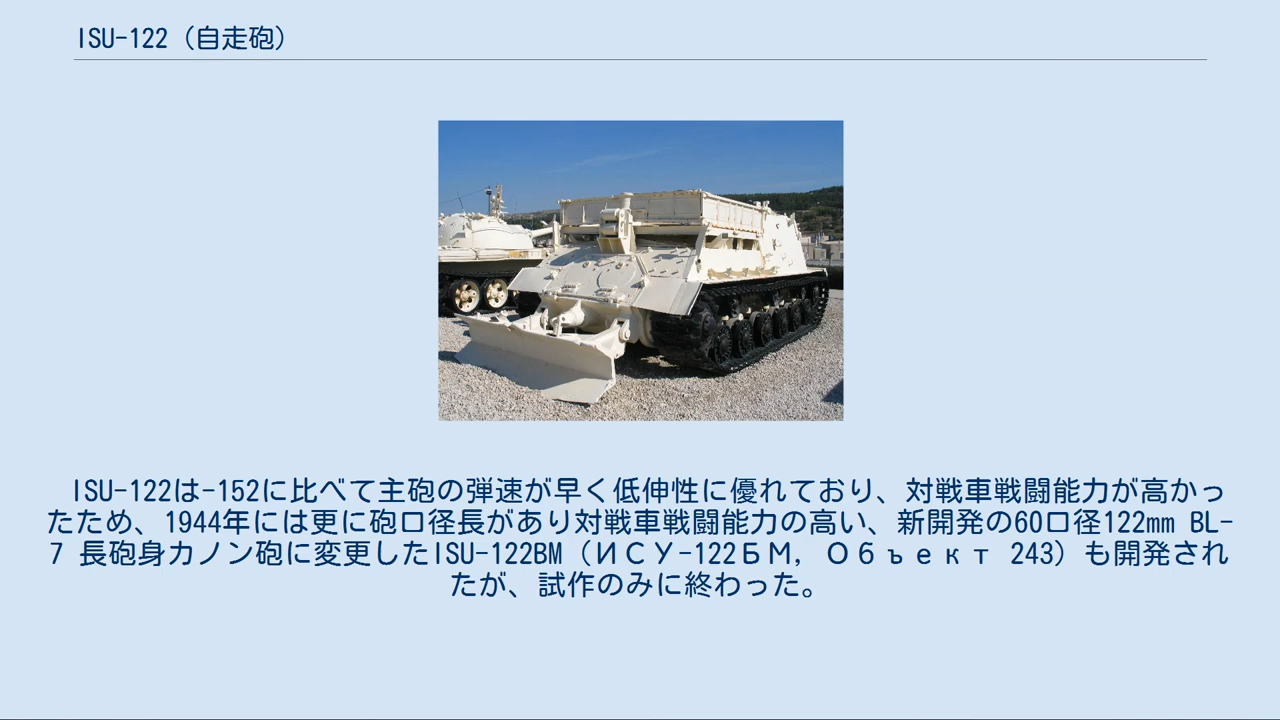 ISU-122（自走砲）
ISU-122は-152に比べて主砲の弾速が早く低伸性に優れており、対戦車戦闘能力が高かっ
たため、1944年には更に砲口径長があり対戦車戦闘能力の高い、新開発の60口径122mm BL-
7 長砲身カノン砲に変更したISU-122BM（ИСУ-122БМ, Объект 243）も開発され
たが、試作のみに終わった。